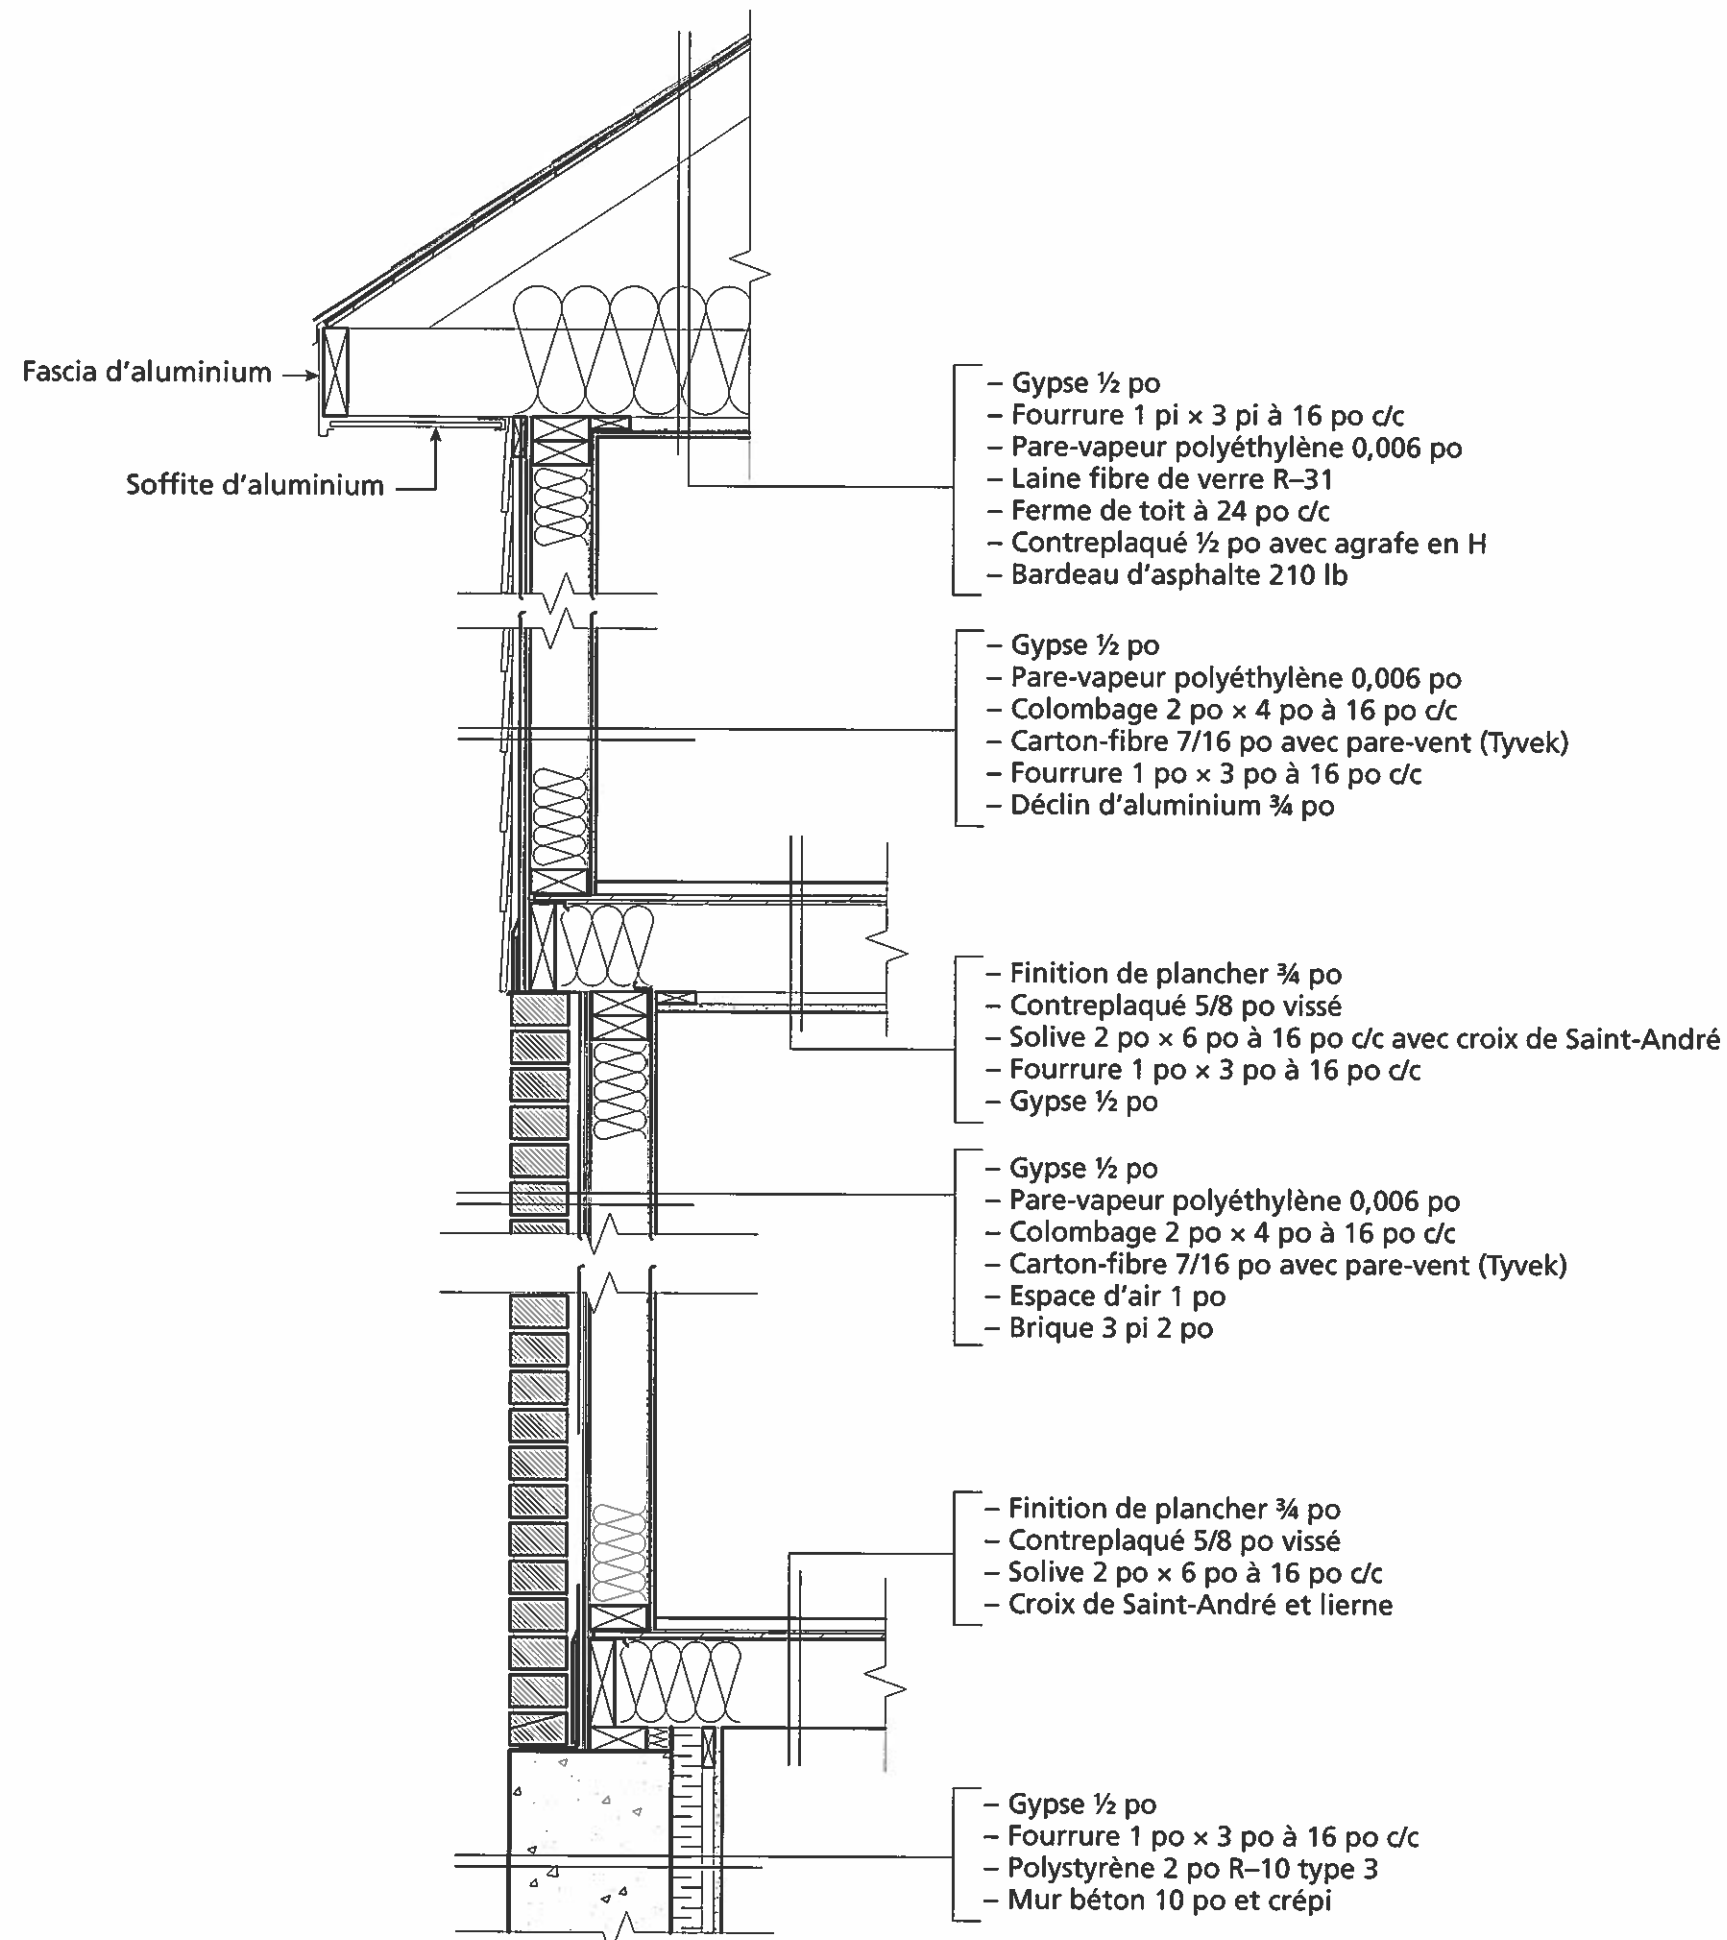 Fascia d'aluminium
Soffite d'aluminium
– Gypse ½ po
– Fourrure 1 pi × 3 pi à 16 po c/c
– Pare-vapeur polyéthylène 0,006 po
– Laine fibre de verre R–31
– Ferme de toit à 24 po c/c
– Contreplaqué ½ po avec agrafe en H
– Bardeau d'asphalte 210 lb
– Gypse ½ po
– Pare-vapeur polyéthylène 0,006 po
– Colombage 2 po × 4 po à 16 po c/c
– Carton-fibre 7/16 po avec pare-vent (Tyvek)
– Fourrure 1 po × 3 po à 16 po c/c
– Déclin d'aluminium ¾ po
– Finition de plancher ¾ po
– Contreplaqué 5/8 po vissé
– Solive 2 po × 6 po à 16 po c/c avec croix de Saint-André
– Fourrure 1 po × 3 po à 16 po c/c
– Gypse ½ po
– Gypse ½ po
– Pare-vapeur polyéthylène 0,006 po
– Colombage 2 po × 4 po à 16 po c/c
– Carton-fibre 7/16 po avec pare-vent (Tyvek)
– Espace d'air 1 po
– Brique 3 pi 2 po
– Finition de plancher ¾ po
– Contreplaqué 5/8 po vissé
– Solive 2 po × 6 po à 16 po c/c
– Croix de Saint-André et lierne
– Gypse ½ po
– Fourrure 1 po × 3 po à 16 po c/c
– Polystyrène 2 po R–10 type 3
– Mur béton 10 po et crépi